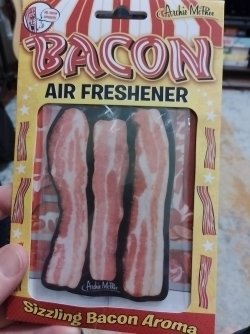 Archie McPhee
BACON
AIR FRESHENER
Archie McPhee
Sizzling Bacon Aroma